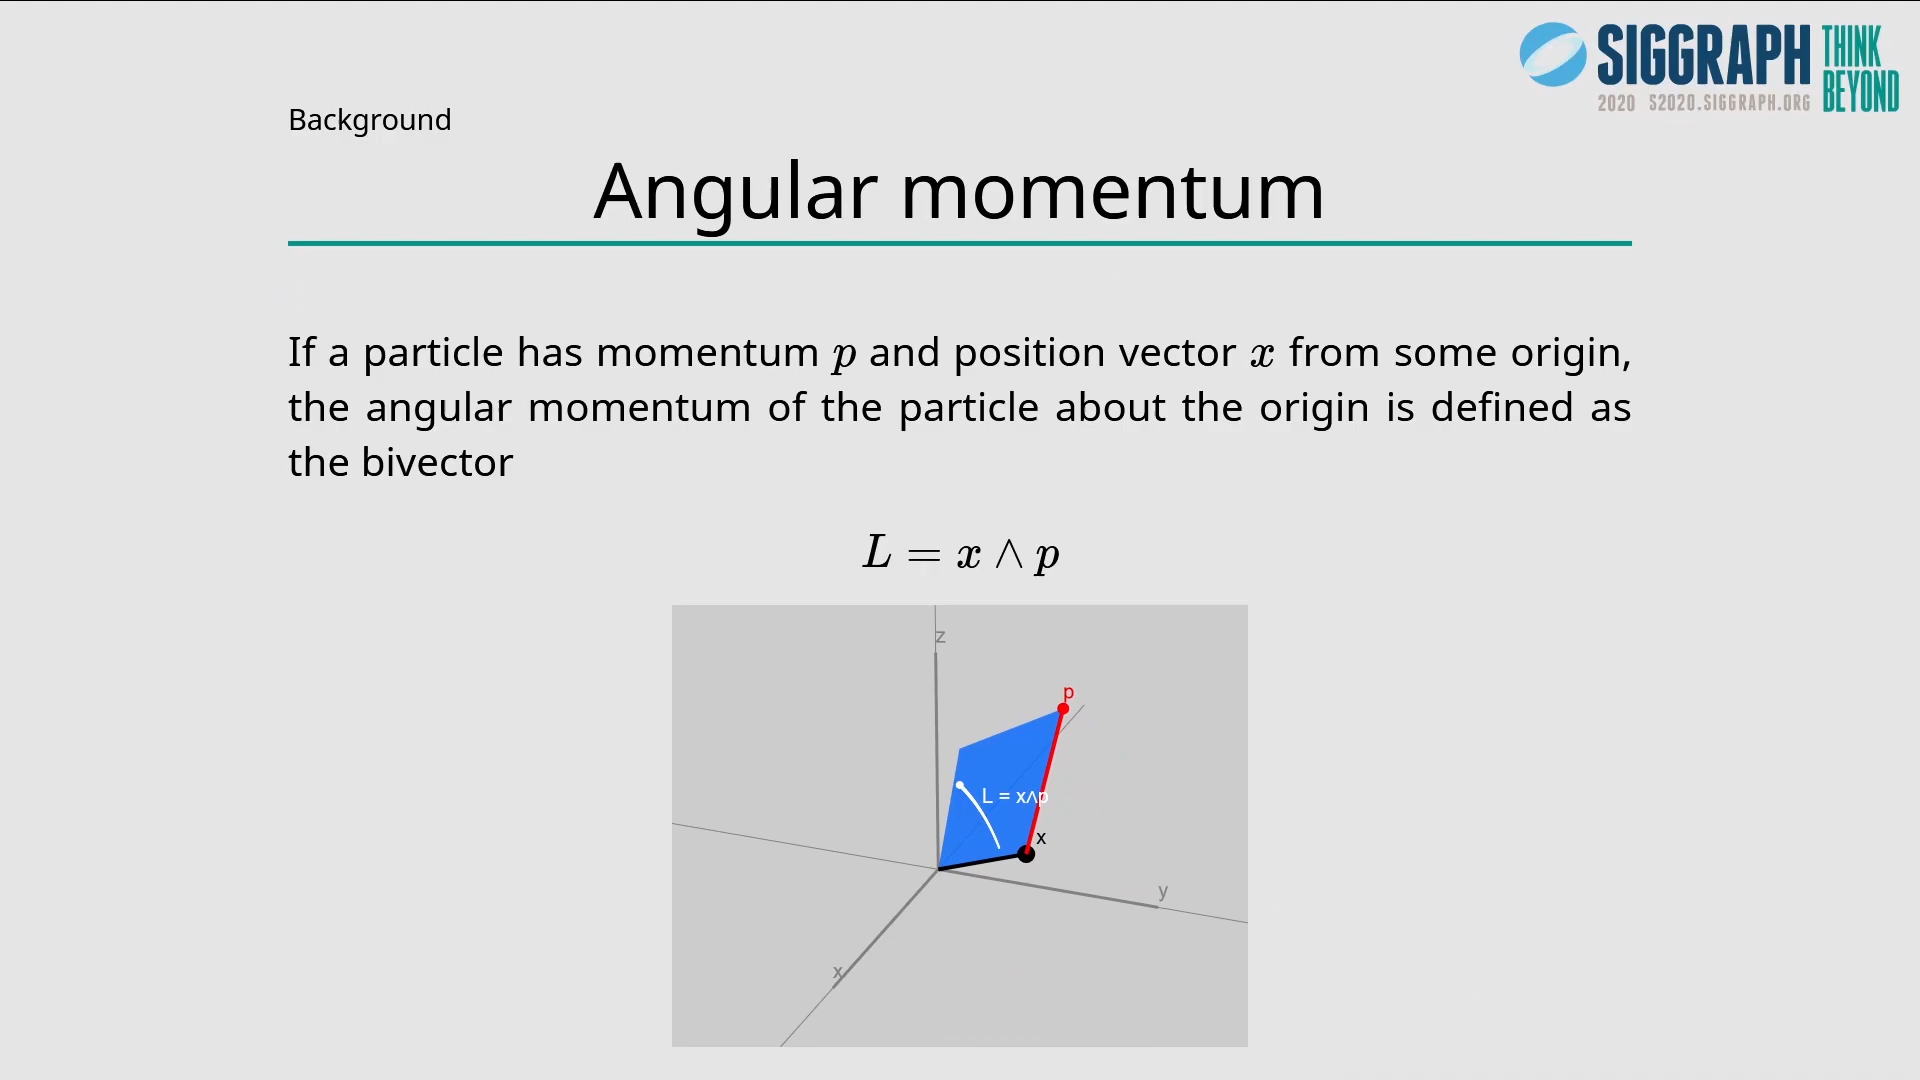 SIGGRAPH
THINK
BEYOND
2020 S2020.SIGGRAPH.ORG
Background
Angular momentum
If a particle has momentum p and position vector x from some origin,
the angular momentum of the particle about the origin is defined as
the bivector
L = x ∧ p
z
p
L = x∧p
x
y
x